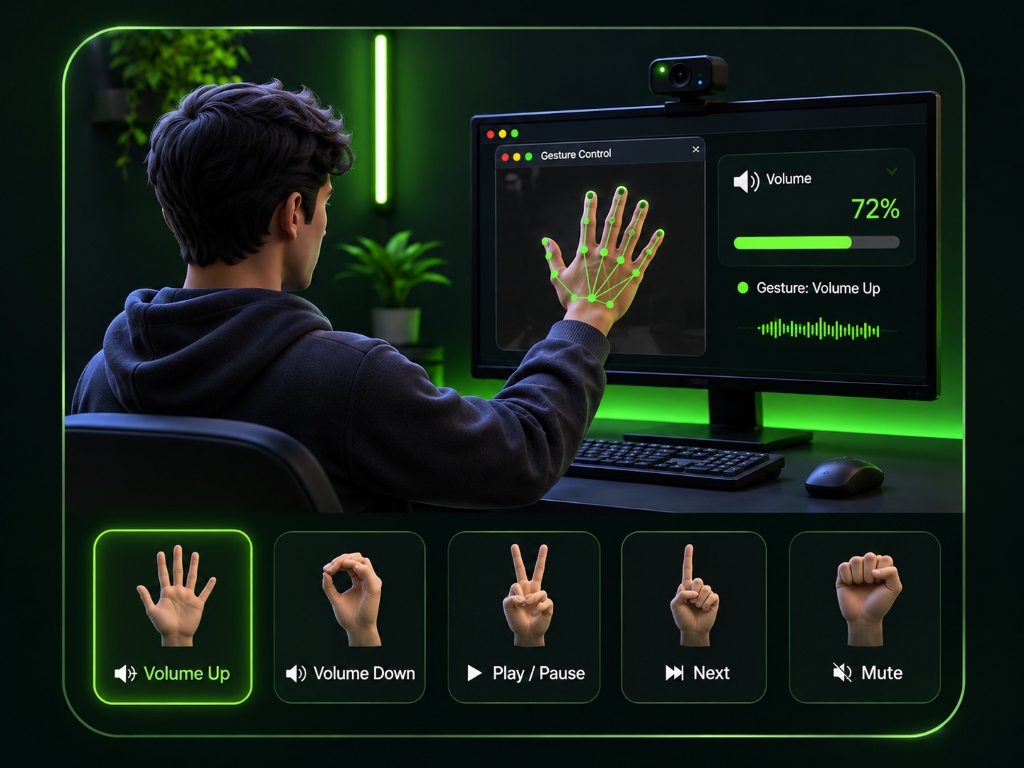 Gesture Control
Volume
72%
Gesture: Volume Up
Volume Up
Volume Down
Play / Pause
Next
Mute